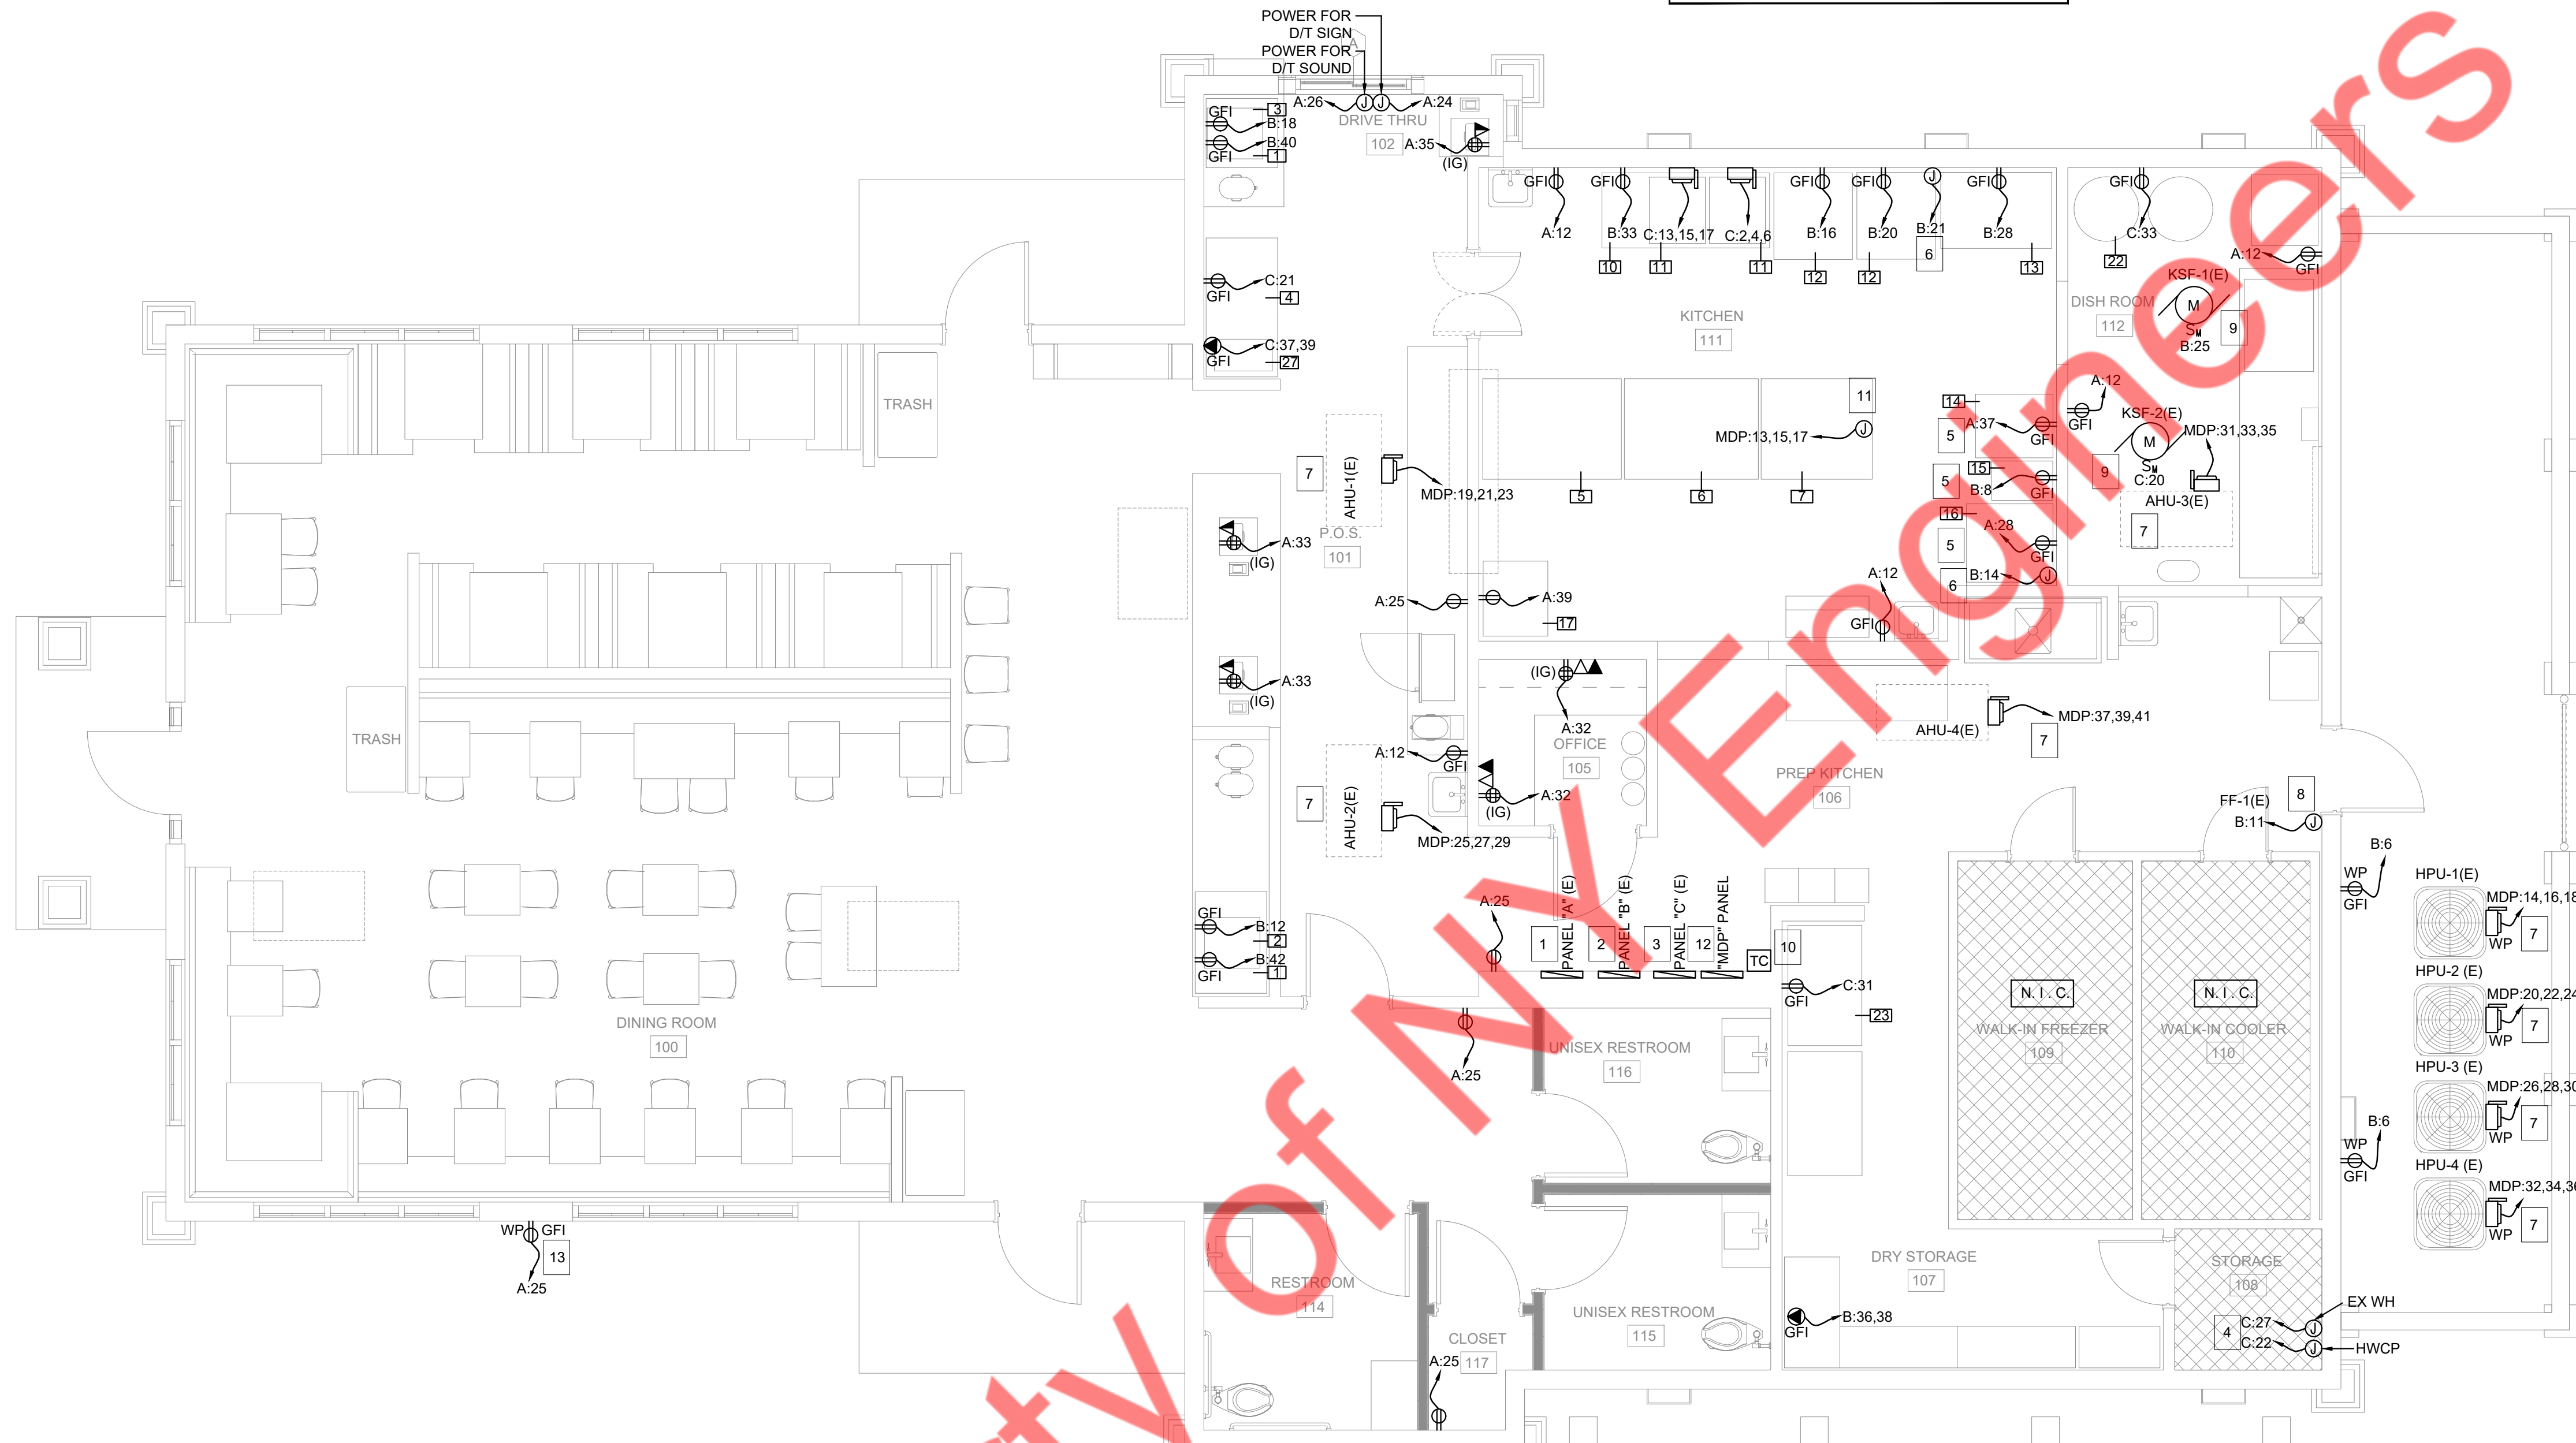 POWER FOR
D/T SIGN
A
POWER FOR
D/T SOUND
GFI
3
B:18
B:40
GFI
1
A:26
J
J
A:24
DRIVE THRU
102
A:35
(IG)
GFI
A:12
GFI
B:33
10
C:13,15,17
11
C:2,4,6
11
GFI
B:16
12
GFI
B:20
12
J
B:21
6
GFI
B:28
13
GFI
C:33
22
A:12
GFI
KSF-1(E)
M
SM
B:25
9
DISH ROOM
112
KITCHEN
111
C:21
GFI
4
C:37,39
GFI
27
TRASH
11
J
MDP:13,15,17
5
6
7
14
A:37
5
GFI
15
5
B:8
GFI
16
A:28
5
GFI
6
B:14
J
A:12
GFI
KSF-2(E)
M
SM
C:20
9
MDP:31,33,35
AHU-3(E)
7
7
AHU-1(E)
MDP:19,21,23
P.O.S.
101
A:33
(IG)
A:25
A:39
17
A:12
GFI
A:33
(IG)
(IG)
A:32
OFFICE
105
A:12
GFI
A:32
(IG)
7
AHU-2(E)
MDP:25,27,29
AHU-4(E)
MDP:37,39,41
7
PREP KITCHEN
106
TRASH
FF-1(E)
8
B:11
J
B:6
WP
GFI
HPU-1(E)
MDP:14,16,18
7
WP
HPU-2 (E)
MDP:20,22,24
7
WP
HPU-3 (E)
MDP:26,28,30
7
WP
HPU-4 (E)
MDP:32,34,36
7
WP
B:6
WP
GFI
GFI
B:12
2
B:42
1
GFI
A:25
1
PANEL "A" (E)
2
PANEL "B" (E)
3
PANEL "C" (E)
12
"MDP" PANEL
TC
10
C:31
GFI
23
N.I.C.
WALK-IN FREEZER
109
N.I.C.
WALK-IN COOLER
110
DINING ROOM
100
A:25
UNISEX RESTROOM
116
WP
GFI
13
A:25
RESTROOM
114
CLOSET
117
A:25
UNISEX RESTROOM
115
DRY STORAGE
107
B:36,38
GFI
STORAGE
108
4
C:27
J
EX WH
C:22
J
HWCP
ty of NY Engineers